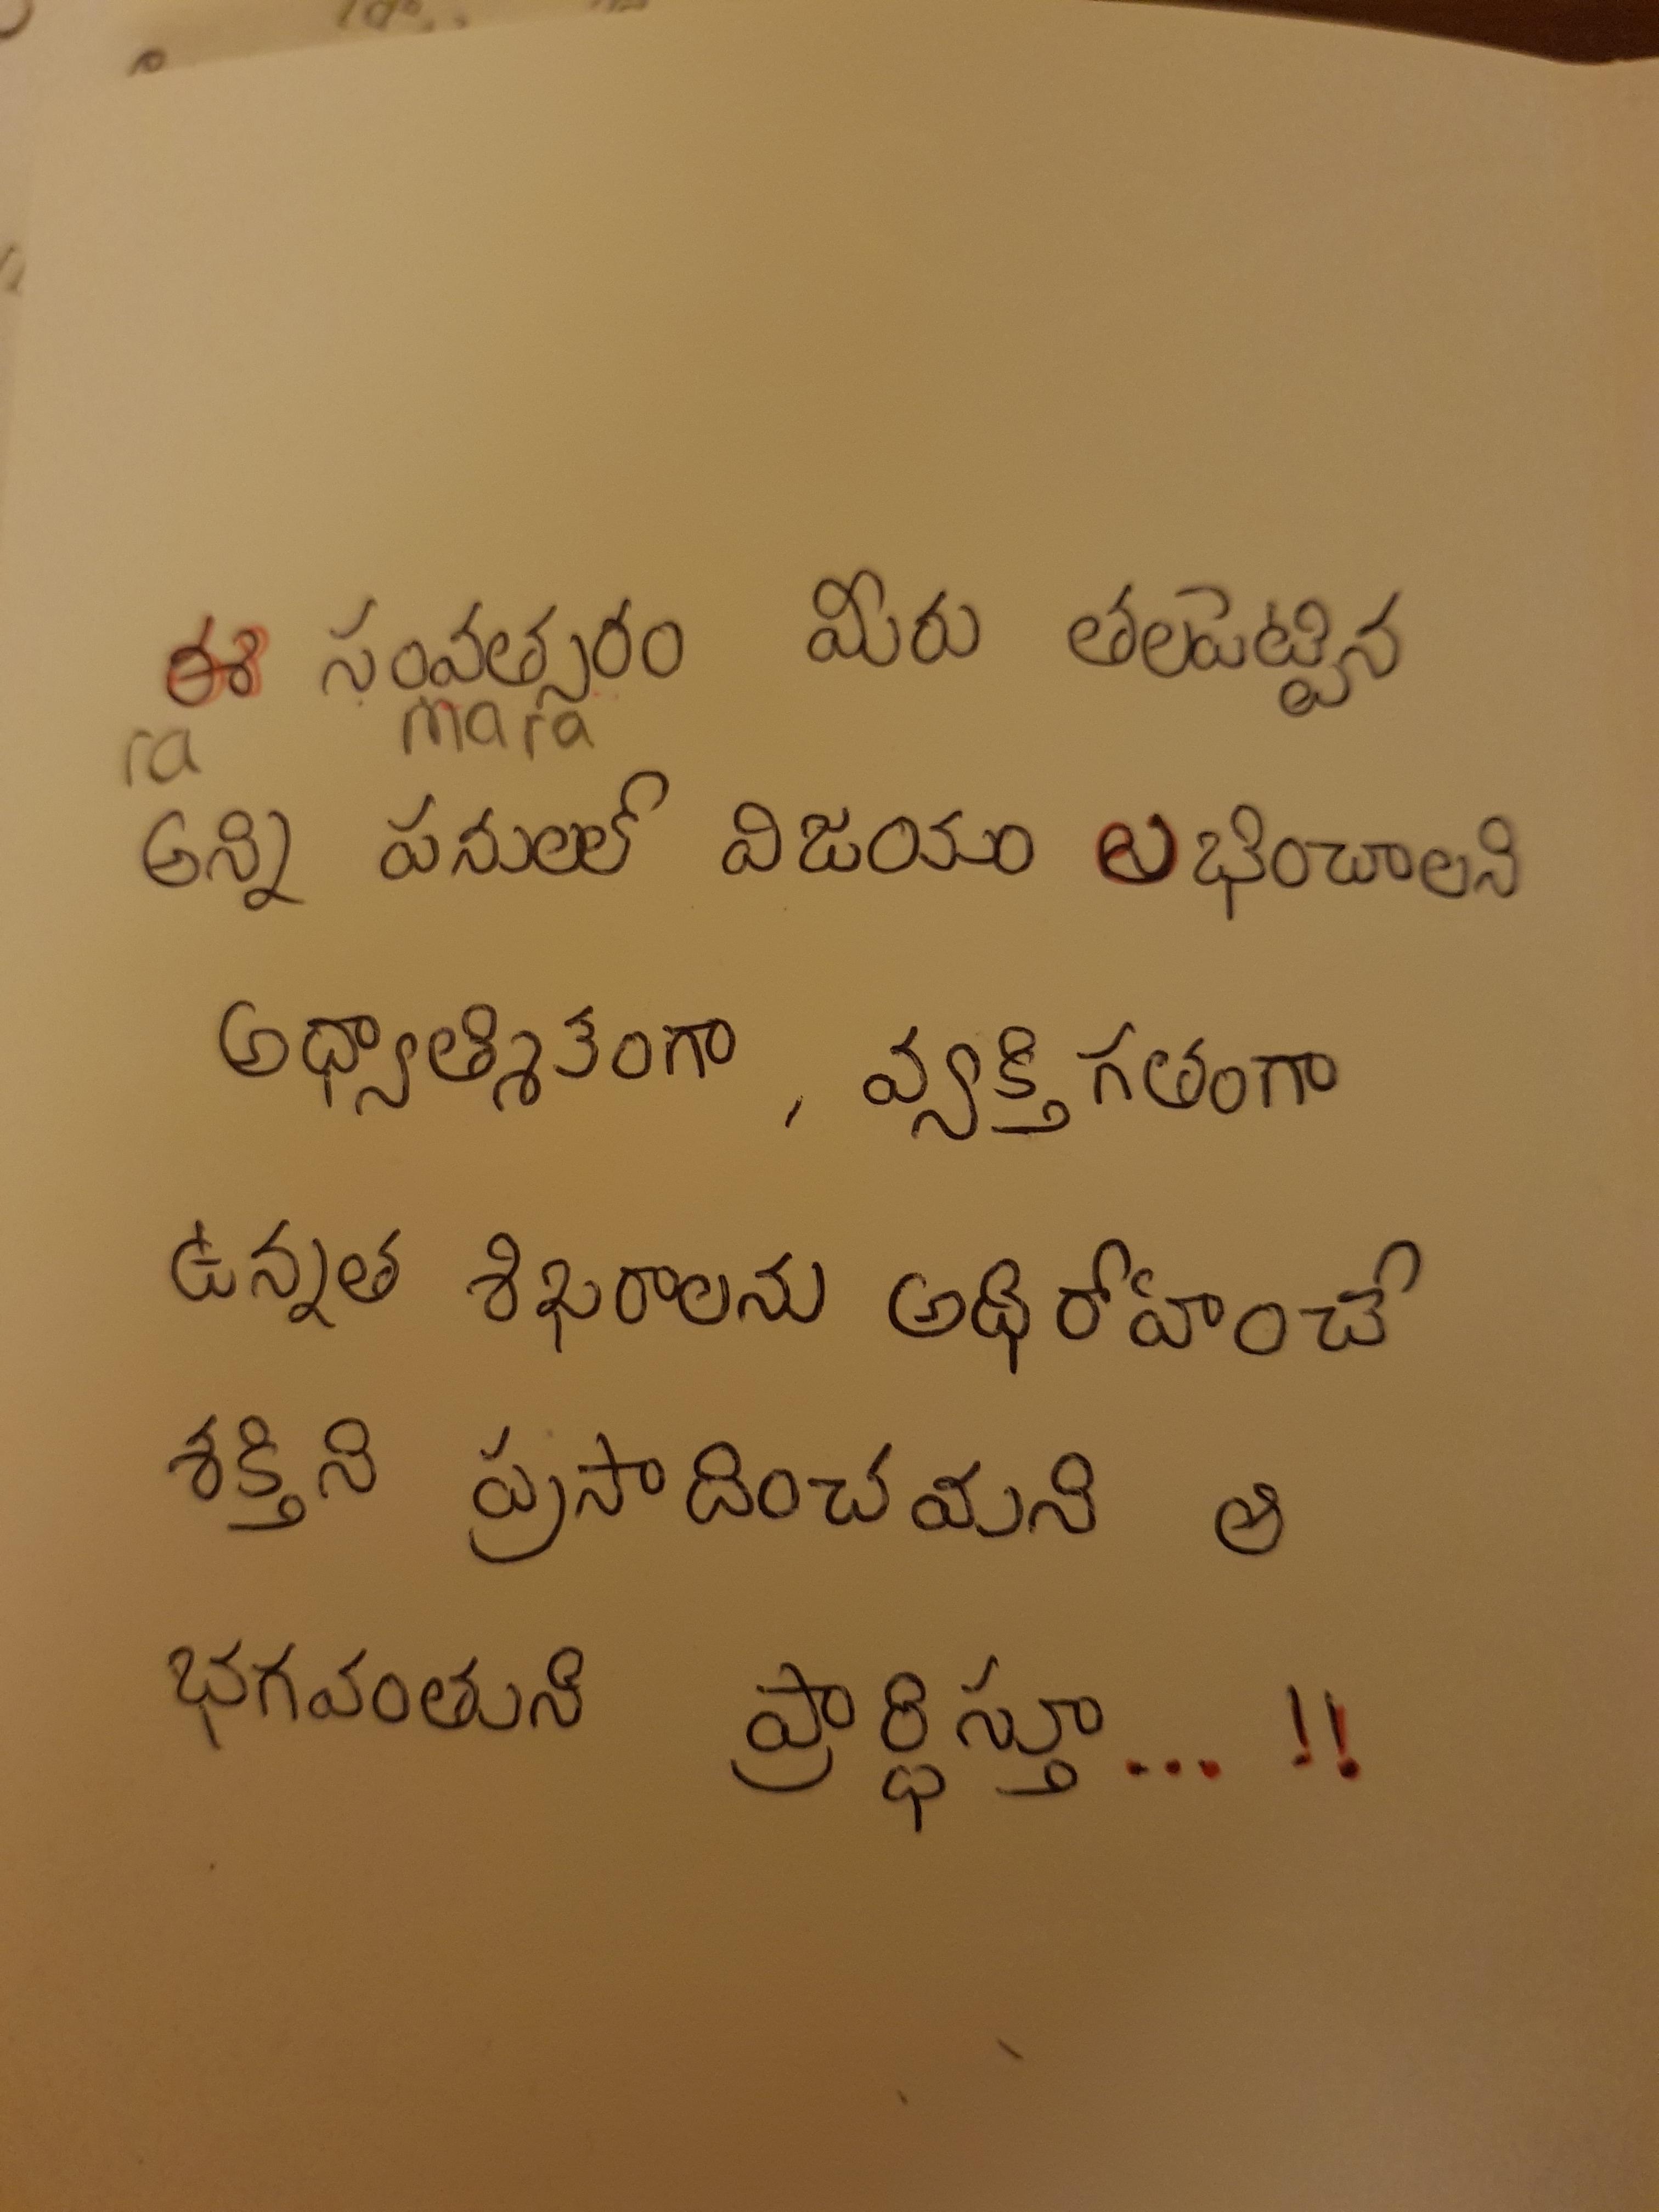 ఈ సంవత్సరం మీరు తలపెట్టిన
ra mara
అన్ని పనులలో విజయం లభించాలని
అధ్యాత్మికంగా, వ్యక్తిగతంగా
ఉన్నత శిఖరాలను అధిరోహించే
శక్తిని ప్రసాదించమని ఆ
భగవంతుని ప్రార్థిస్తూ... !!